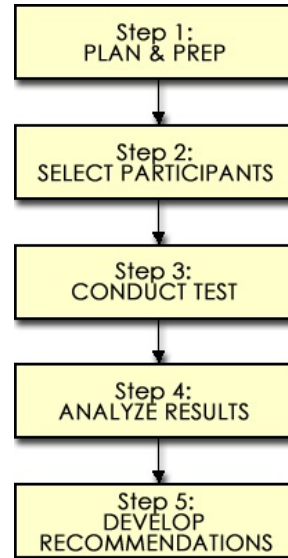 Step 1:
PLAN & PREP
Step 2:
SELECT PARTICIPANTS
Step 3:
CONDUCT TEST
Step 4:
ANALYZE RESULTS
Step 5:
DEVELOP
RECOMMENDATIONS